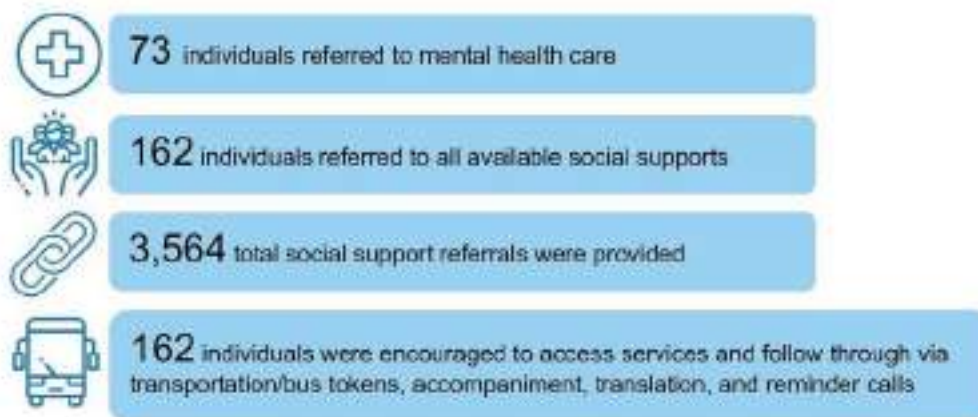 73 individuals referred to mental health care
162 individuals referred to all available social supports
3,564 total social support referrals were provided
162 individuals were encouraged to access services and follow through via
transportation/bus tokens, accompaniment, translation, and reminder calls